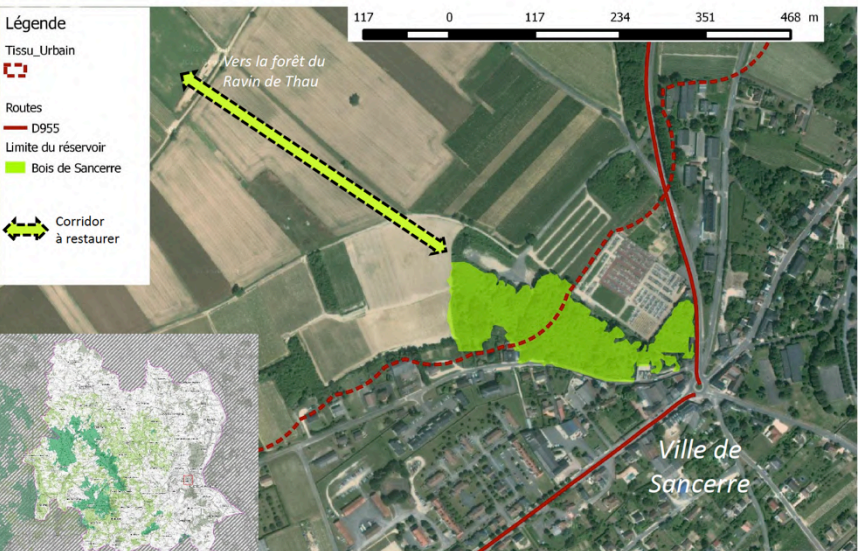 117 0 117 234 351 468 m
Légende
Tissu_Urbain
Routes
D955
Limite du réservoir
Bois de Sancerre
Corridor
à restaurer
Vers la forêt du
Ravin de Thau
Ville de
Sancerre